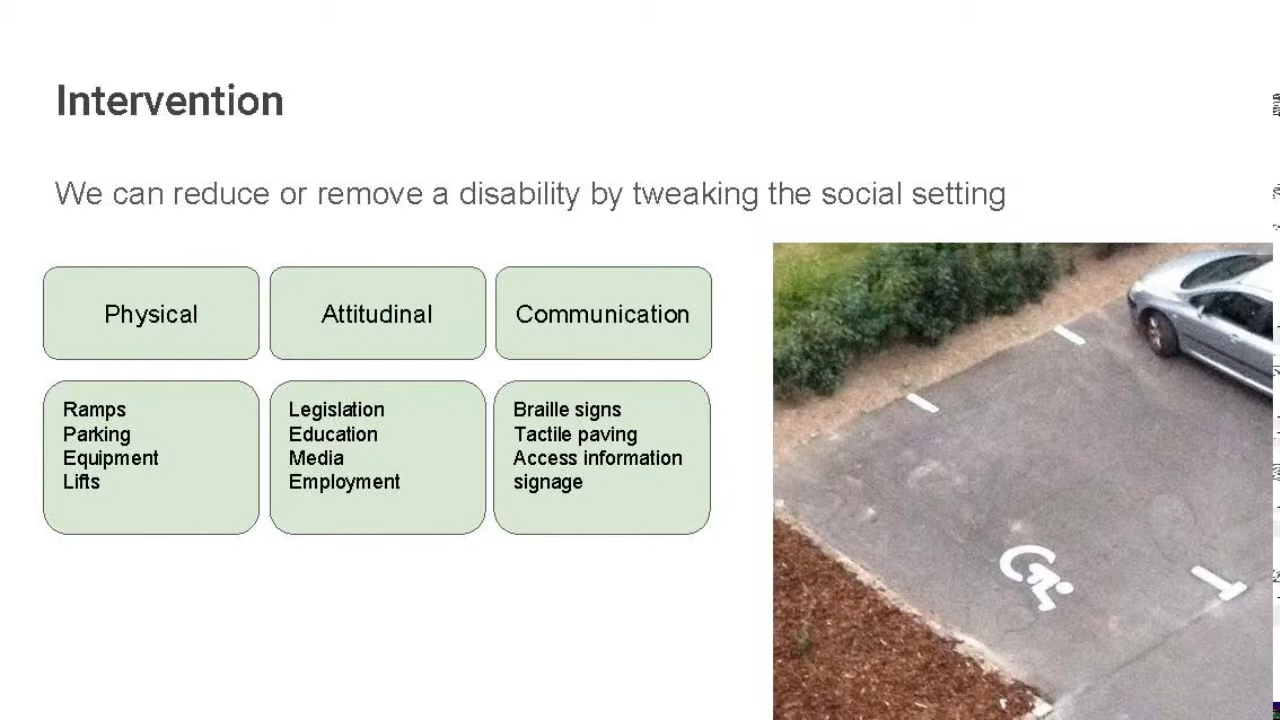 Intervention
We can reduce or remove a disability by tweaking the social setting
Physical
Attitudinal
Communication
Ramps
Parking
Equipment
Lifts
Legislation
Education
Media
Employment
Braille signs
Tactile paving
Access information
signage